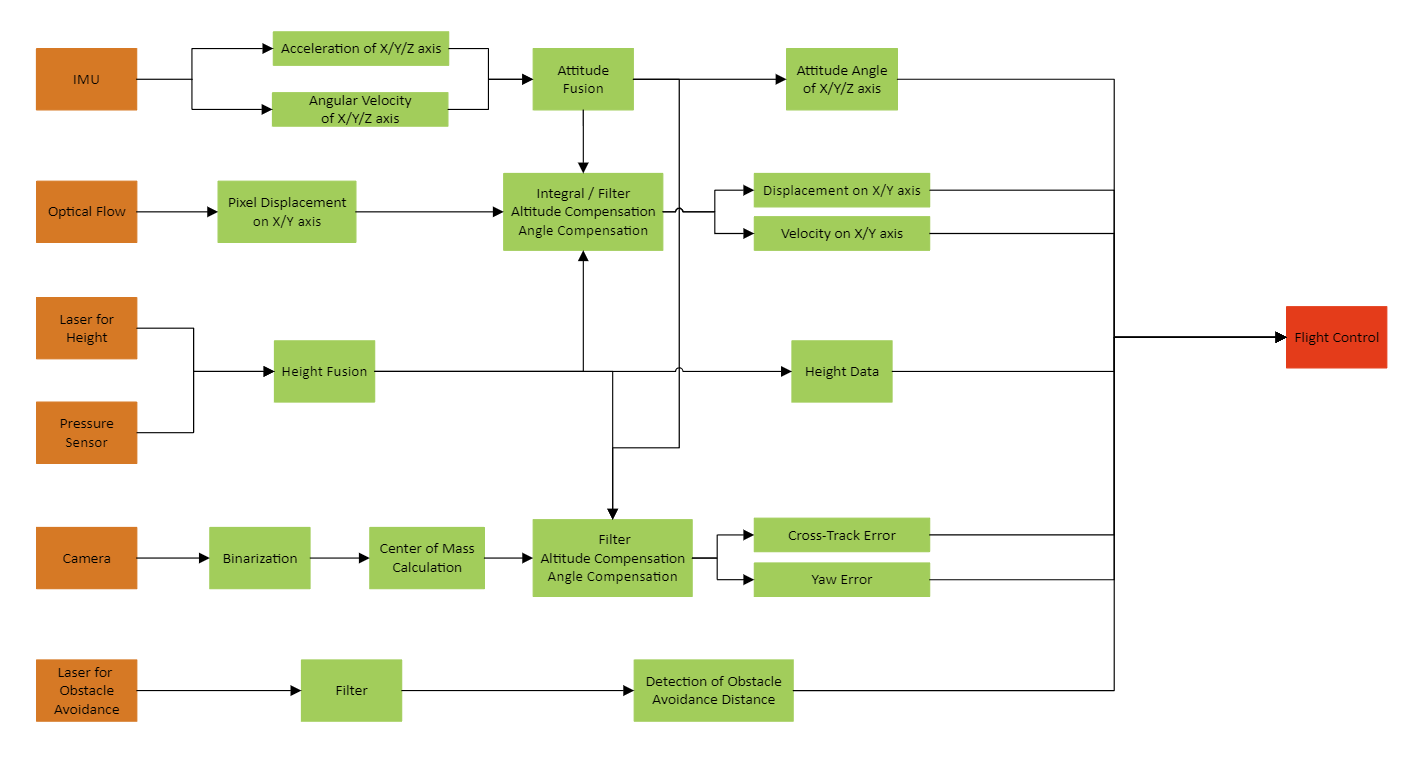 IMU
Acceleration of X/Y/Z axis
Angular Velocity
of X/Y/Z axis
Attitude
Fusion
Attitude Angle
of X/Y/Z axis
Optical Flow
Pixel Displacement
on X/Y axis
Integral / Filter
Altitude Compensation
Angle Compensation
Displacement on X/Y axis
Velocity on X/Y axis
Laser for
Height
Pressure
Sensor
Height Fusion
Height Data
Flight Control
Camera
Binarization
Center of Mass
Calculation
Filter
Altitude Compensation
Angle Compensation
Cross-Track Error
Yaw Error
Laser for
Obstacle
Avoidance
Filter
Detection of Obstacle
Avoidance Distance